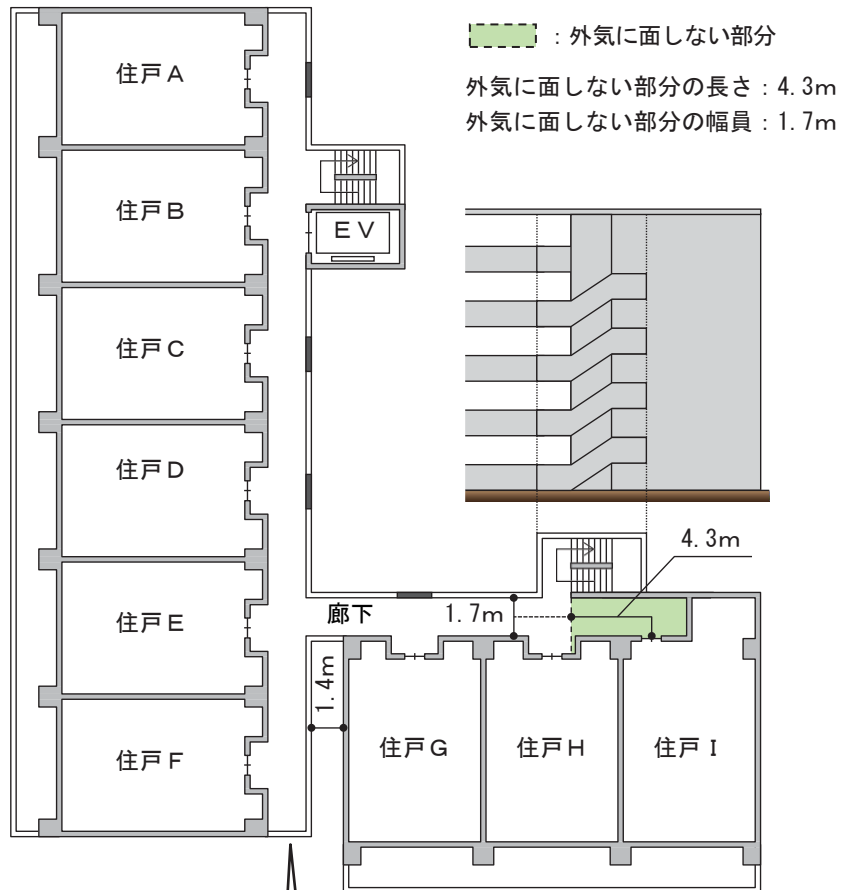 ：外気に面しない部分
外気に面しない部分の長さ：4.3ｍ
外気に面しない部分の幅員：1.7ｍ
住戸Ａ
住戸Ｂ
ＥＶ
住戸Ｃ
住戸Ｄ
4.3ｍ
住戸Ｅ
廊下
1.7ｍ
1.4ｍ
住戸Ｆ
住戸Ｇ
住戸Ｈ
住戸Ｉ